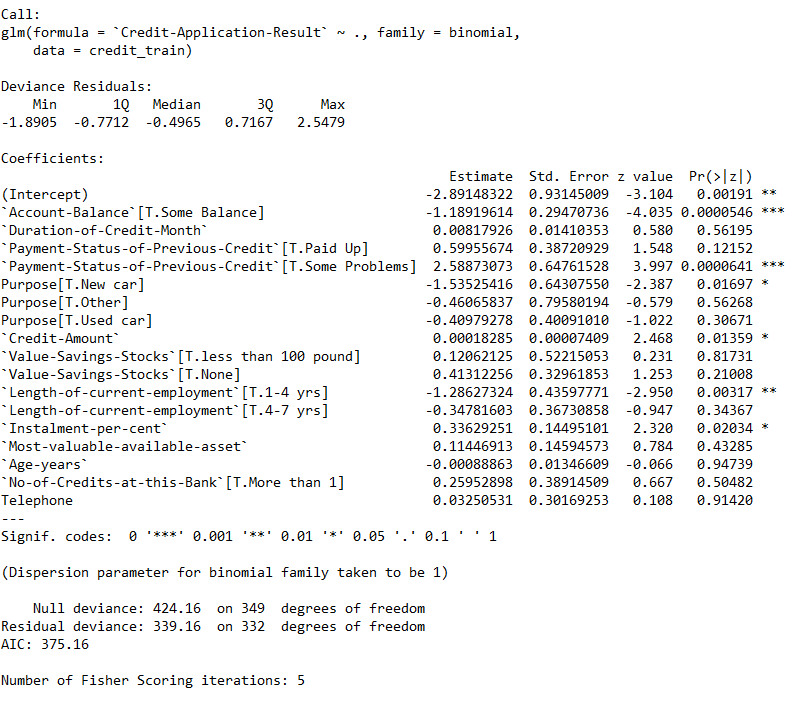 Call:
glm(formula = `Credit-Application-Result` ~ ., family = binomial,
    data = credit_train)

Deviance Residuals:
    Min       1Q   Median       3Q      Max
-1.8905  -0.7712  -0.4965   0.7167   2.5479

Coefficients:
                                                        Estimate  Std. Error z value  Pr(>|z|)
(Intercept)                                          -2.89148322  0.93145009  -3.104   0.00191 **
`Account-Balance`[T.Some Balance]                    -1.18919614  0.29470736  -4.035 0.0000546 ***
`Duration-of-Credit-Month`                            0.00817926  0.01410353   0.580   0.56195
`Payment-Status-of-Previous-Credit`[T.Paid Up]        0.59955674  0.38720929   1.548   0.12152
`Payment-Status-of-Previous-Credit`[T.Some Problems]  2.58873073  0.64761528   3.997 0.0000641 ***
Purpose[T.New car]                                   -1.53525416  0.64307550  -2.387   0.01697 *
Purpose[T.Other]                                     -0.46065837  0.79580194  -0.579   0.56268
Purpose[T.Used car]                                  -0.40979278  0.40091010  -1.022   0.30671
`Credit-Amount`                                       0.00018285  0.00007409   2.468   0.01359 *
`Value-Savings-Stocks`[T.less than 100 pound]         0.12062125  0.52215053   0.231   0.81731
`Value-Savings-Stocks`[T.None]                        0.41312256  0.32961853   1.253   0.21008
`Length-of-current-employment`[T.1-4 yrs]            -1.28627324  0.43597771  -2.950   0.00317 **
`Length-of-current-employment`[T.4-7 yrs]            -0.34781603  0.36730858  -0.947   0.34367
`Instalment-per-cent`                                 0.33629251  0.14495101   2.320   0.02034 *
`Most-valuable-available-asset`                       0.11446913  0.14594573   0.784   0.43285
`Age-years`                                          -0.00088863  0.01346609  -0.066   0.94739
`No-of-Credits-at-this-Bank`[T.More than 1]           0.25952898  0.38914509   0.667   0.50482
Telephone                                             0.03250531  0.30169253   0.108   0.91420
---
Signif. codes:  0 '***' 0.001 '**' 0.01 '*' 0.05 '.' 0.1 ' ' 1

(Dispersion parameter for binomial family taken to be 1)

    Null deviance: 424.16  on 349  degrees of freedom
Residual deviance: 339.16  on 332  degrees of freedom
AIC: 375.16

Number of Fisher Scoring iterations: 5